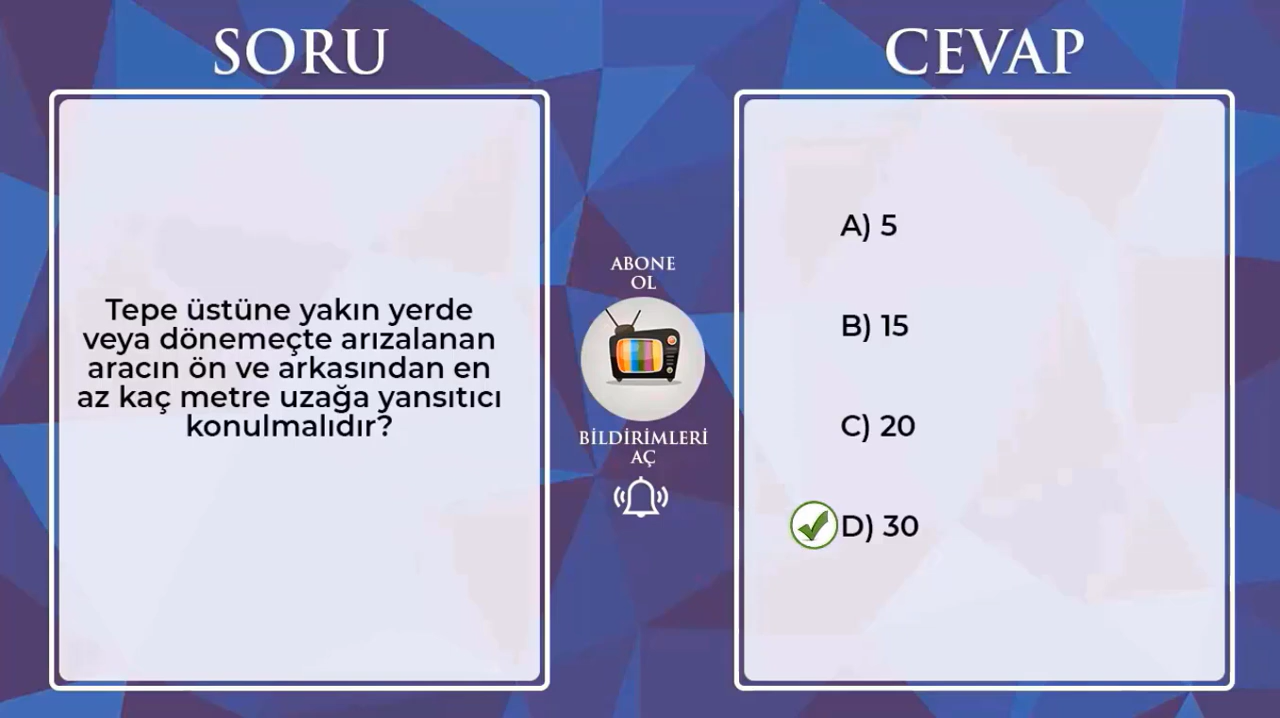 SORU
Tepe üstüne yakın yerde
veya dönemeçte arızalanan
aracın ön ve arkasından en
az kaç metre uzağa yansıtıcı
konulmalıdır?
ABONE
OL
BİLDİRİMLERİ
AÇ
CEVAP
A) 5
B) 15
C) 20
D) 30